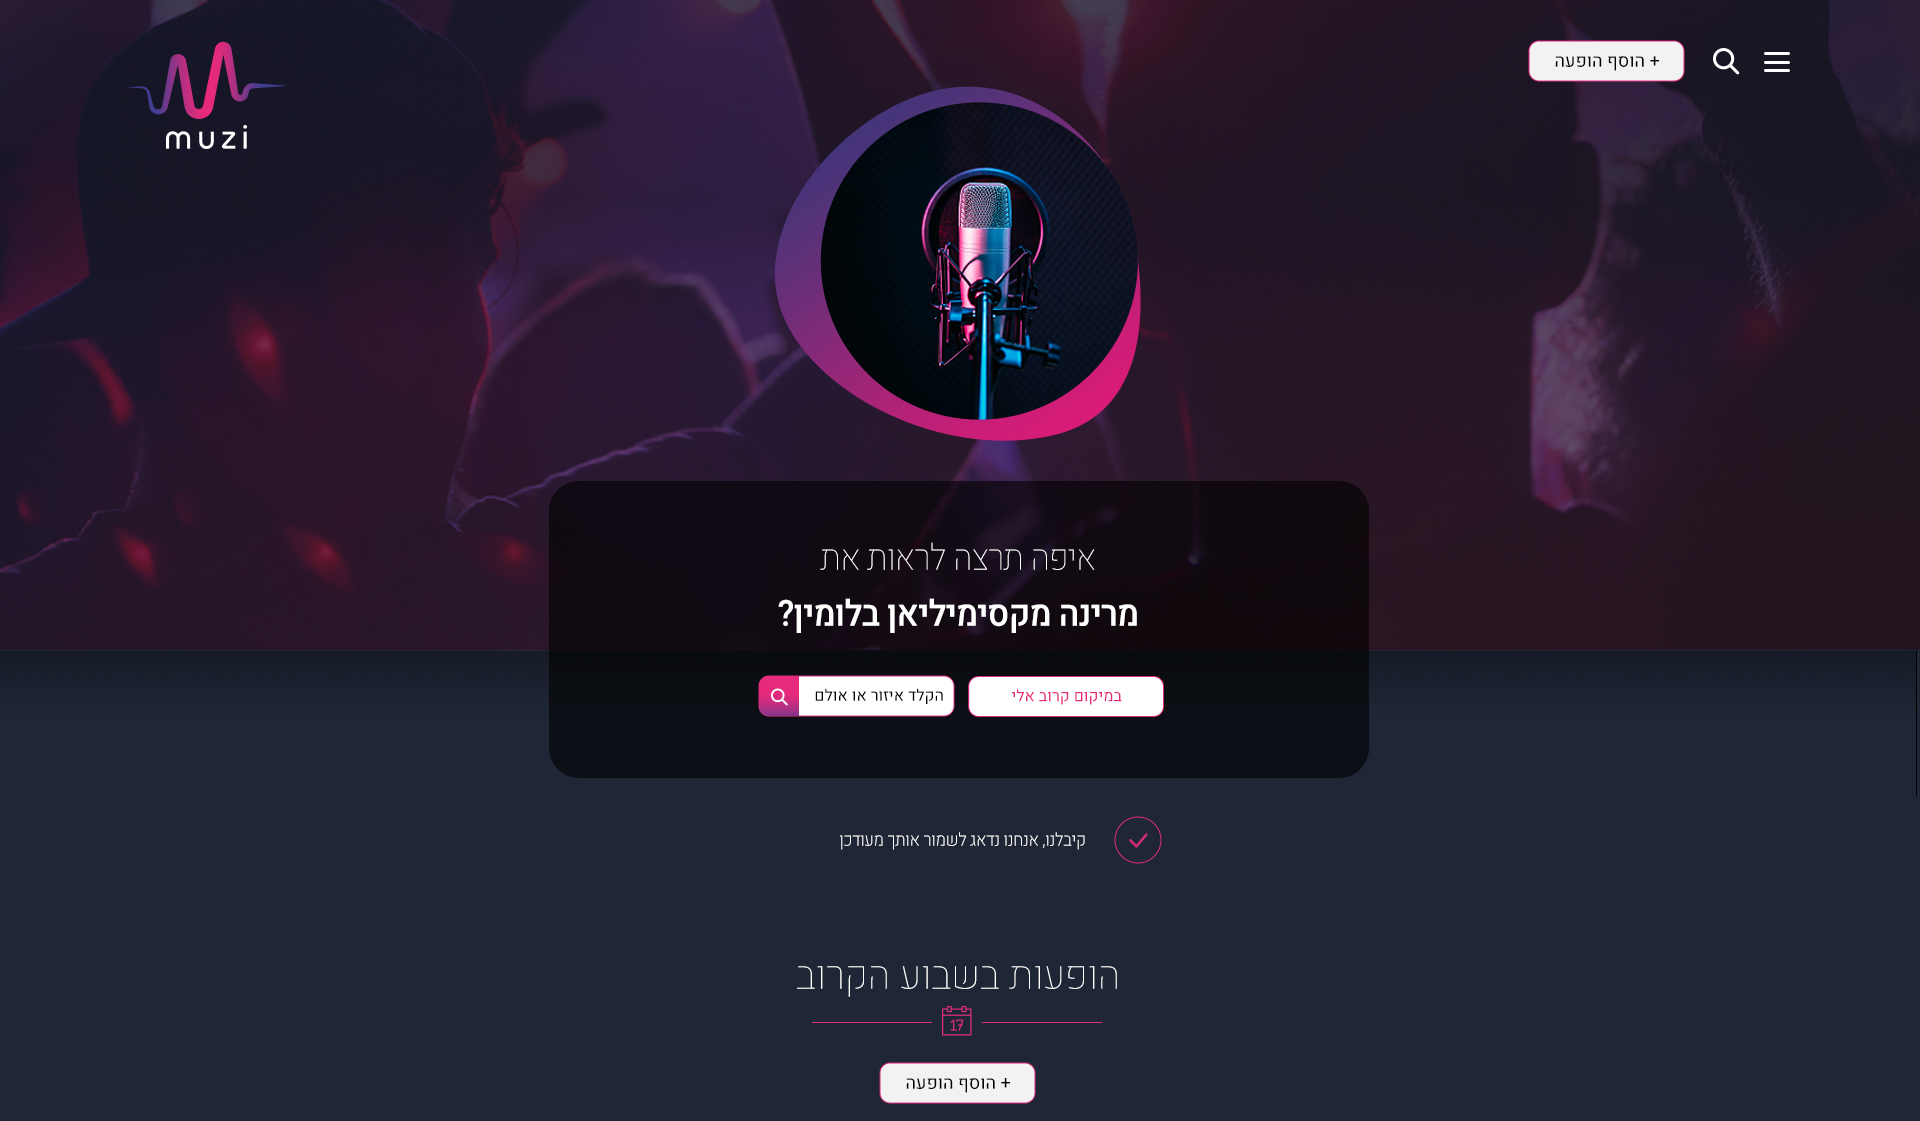 muzi
+ הוסף הופעה
איפה תרצה לראות את
מרינה מקסימיליאן בלומין?
במיקום קרוב אלי
הקלד איזור או אולם
קיבלנו, אנחנו נדאג לשמור אותך מעודכן
הופעות בשבוע הקרוב
17
+ הוסף הופעה